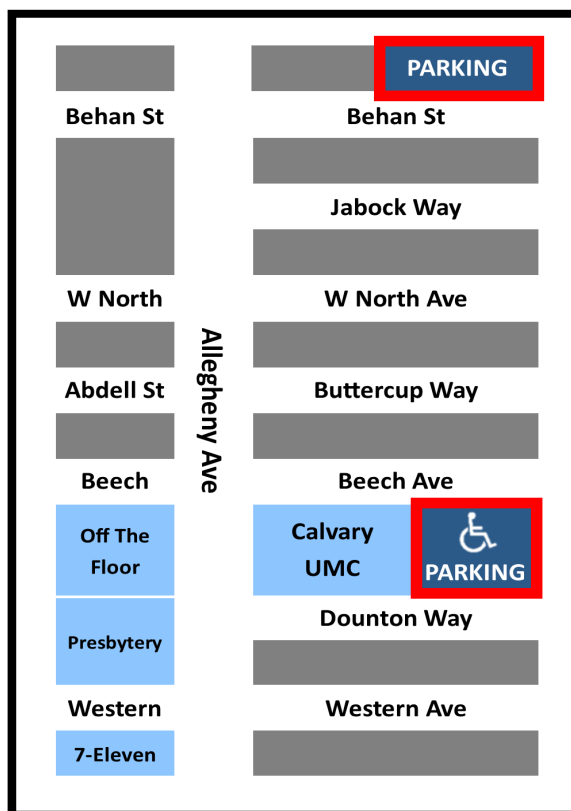 PARKING
Behan St
Behan St
Jabock Way
W North
W North Ave
Allegheny Ave
Abdell St
Buttercup Way
Beech
Beech Ave
Off The
Floor
Calvary
UMC
PARKING
Presbytery
Dounton Way
Western
Western Ave
7-Eleven